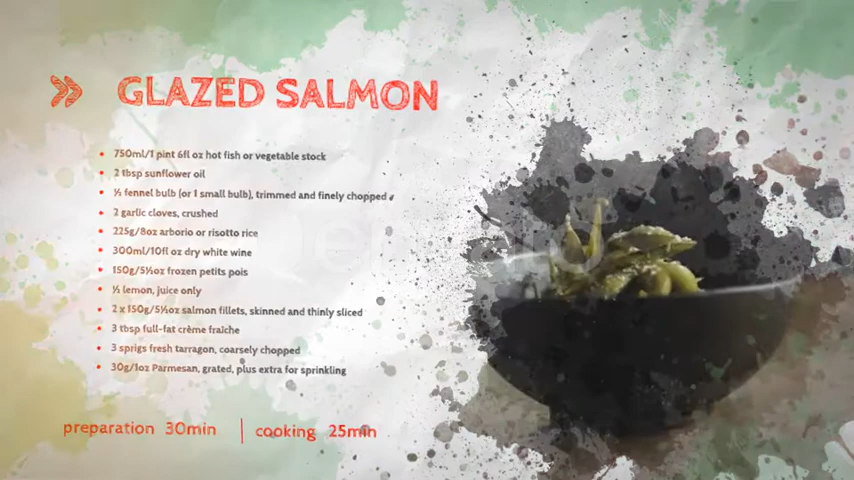 GLAZED SALMON
750ml/1 pint 6fl oz hot fish or vegetable stock
2 tbsp sunflower oil
½ fennel bulb (or 1 small bulb), trimmed and finely chopped
2 garlic cloves, crushed
225g/8oz arborio or risotto rice
300ml/10fl oz dry white wine
150g/5½oz frozen petits pois
½ lemon, juice only
2 x 150g/5½oz salmon fillets, skinned and thinly sliced
3 tbsp full-fat crème fraîche
3 sprigs fresh tarragon, coarsely chopped
30g/1oz Parmesan, grated, plus extra for sprinkling
preparation 30min | cooking 25min